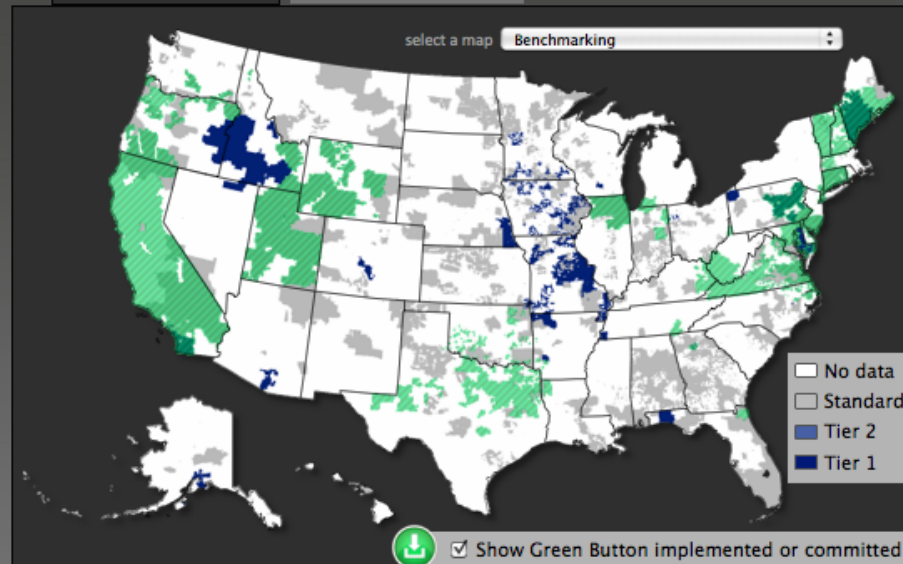 select a map Benchmarking
No data
Standard
Tier 2
Tier 1
Show Green Button implemented or committed